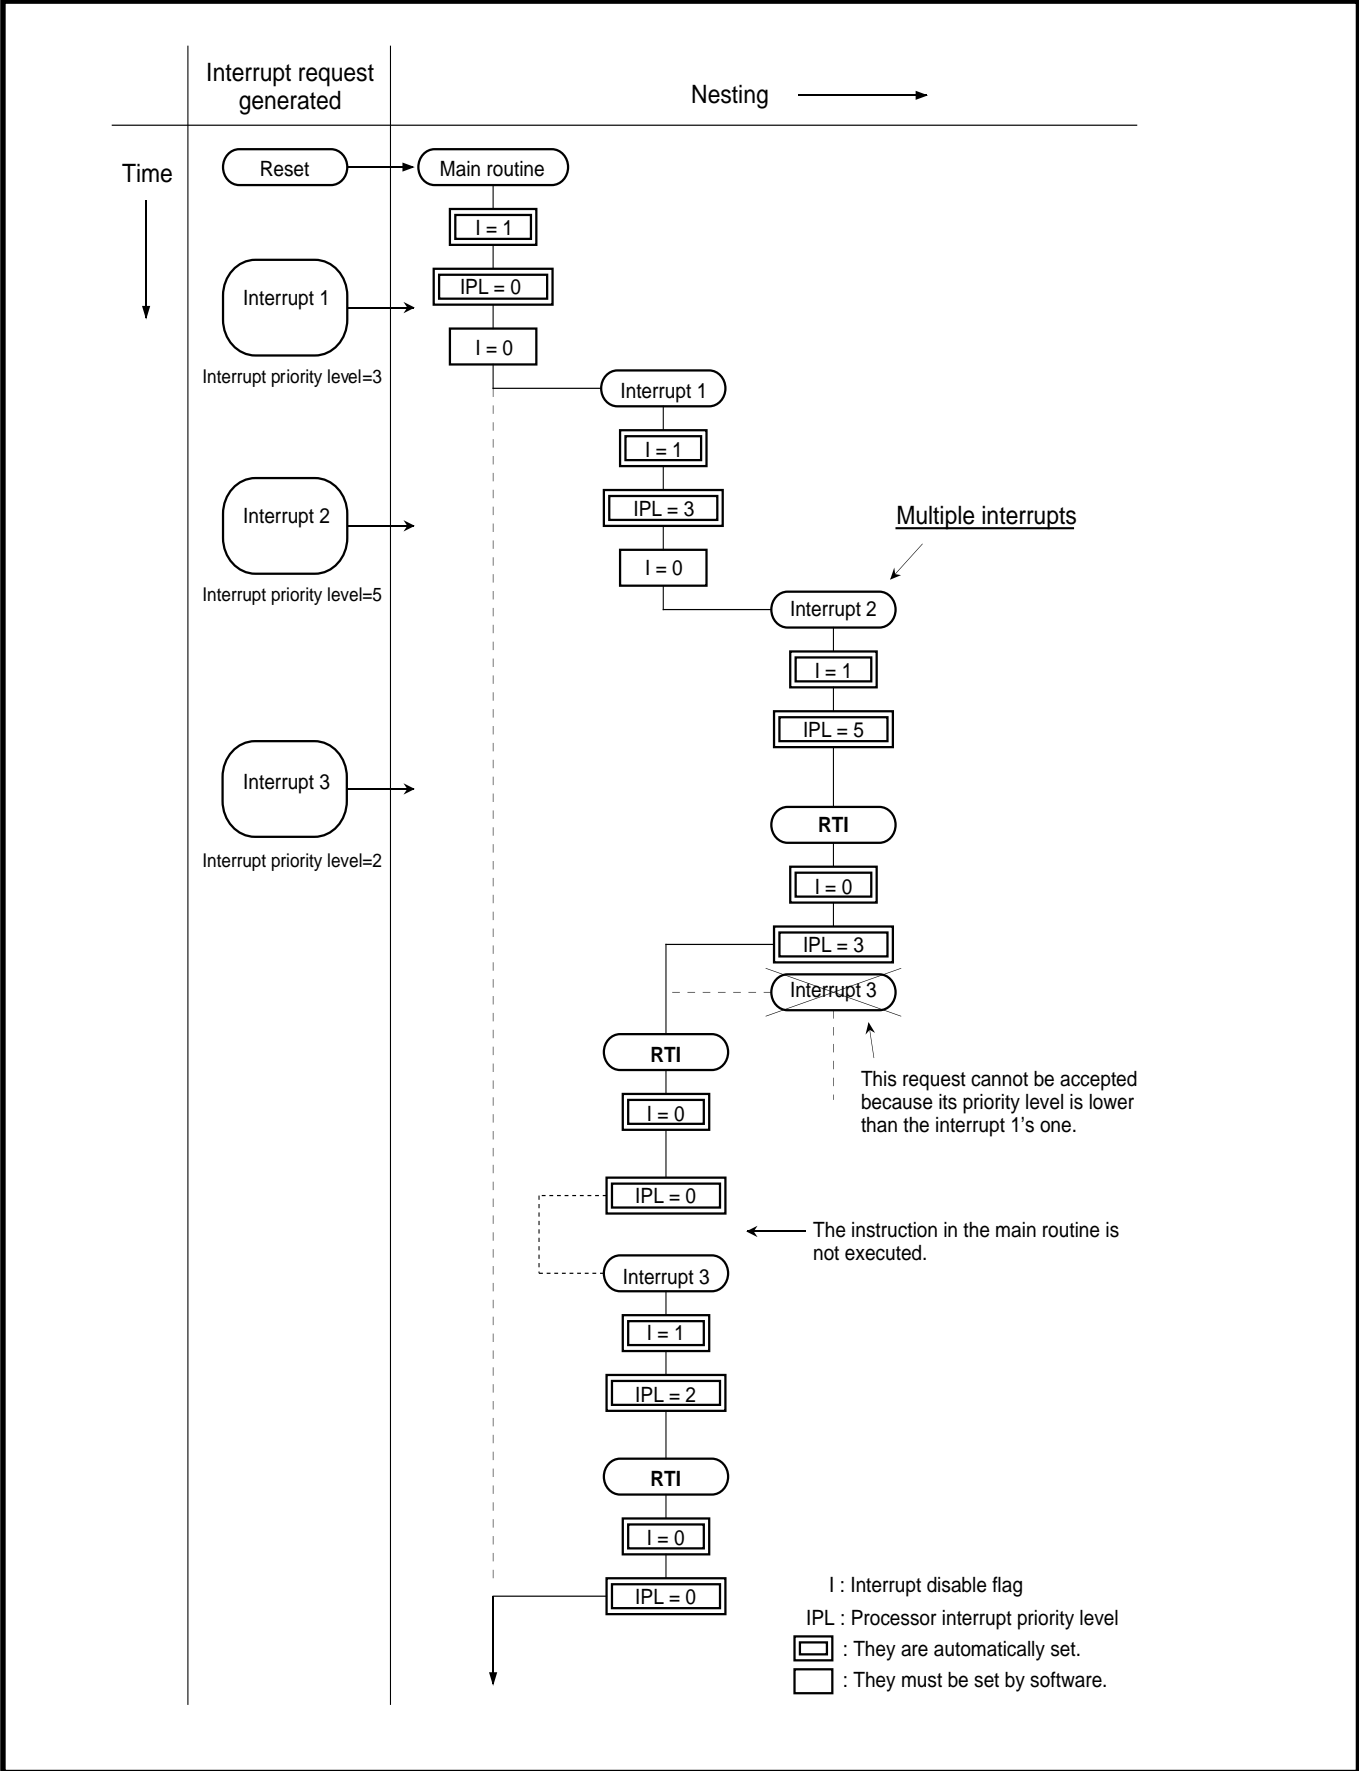 Interrupt request
generated
Nesting
Time
Reset
Main routine
I = 1
Interrupt 1
IPL = 0
I = 0
Interrupt priority level=3
Interrupt 1
I = 1
Interrupt 2
IPL = 3
Multiple interrupts
I = 0
Interrupt priority level=5
Interrupt 2
I = 1
IPL = 5
Interrupt 3
RTI
Interrupt priority level=2
I = 0
IPL = 3
Interrupt 3
RTI
This request cannot be accepted
because its priority level is lower
than the interrupt 1's one.
I = 0
IPL = 0
The instruction in the main routine is
not executed.
Interrupt 3
I = 1
IPL = 2
RTI
I = 0
IPL = 0
I : Interrupt disable flag
IPL : Processor interrupt priority level
: They are automatically set.
: They must be set by software.